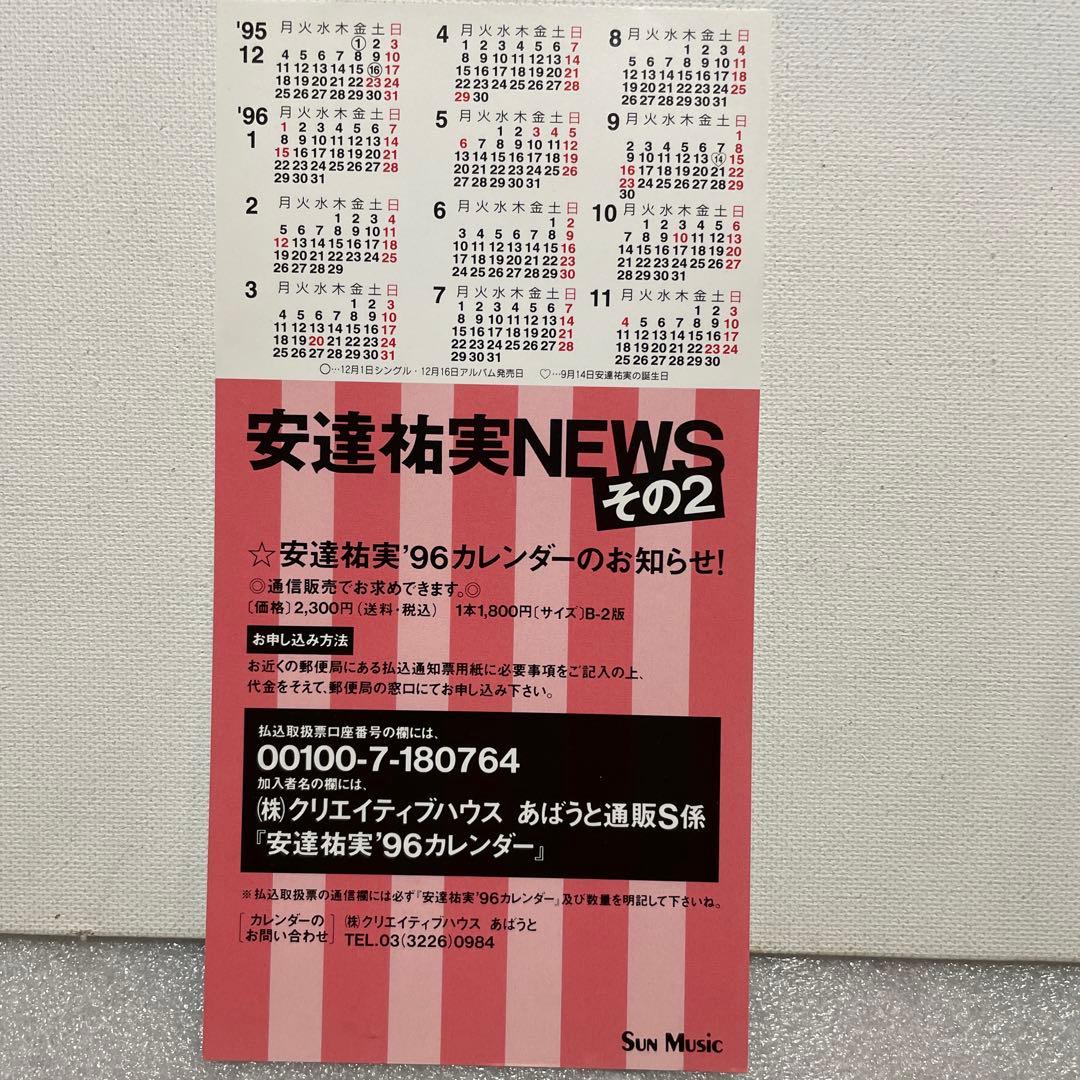 '95
12
月火水木金土日
① 2 3
4 5 6 7 8 9 10
11 12 13 14 15 ⑯ 17
18 19 20 21 22 23 24
25 26 27 28 29 30 31
'96
1
月火水木金土日
1 2 3 4 5 6 7
8 9 10 11 12 13 14
15 16 17 18 19 20 21
22 23 24 25 26 27 28
29 30 31
2
月火水木金土日
1 2 3 4
5 6 7 8 9 10 11
12 13 14 15 16 17 18
19 20 21 22 23 24 25
26 27 28 29
3
月火水木金土日
1 2 3
4 5 6 7 8 9 10
11 12 13 14 15 16 17
18 19 20 21 22 23 24
25 26 27 28 29 30 31
4
月火水木金土日
1 2 3 4 5 6 7
8 9 10 11 12 13 14
15 16 17 18 19 20 21
22 23 24 25 26 27 28
29 30
5
月火水木金土日
1 2 3 4 5
6 7 8 9 10 11 12
13 14 15 16 17 18 19
20 21 22 23 24 25 26
27 28 29 30 31
6
月火水木金土日
1 2
3 4 5 6 7 8 9
10 11 12 13 14 15 16
17 18 19 20 21 22 23
24 25 26 27 28 29 30
7
月火水木金土日
1 2 3 4 5 6 7
8 9 10 11 12 13 14
15 16 17 18 19 20 21
22 23 24 25 26 27 28
29 30 31
8
月火水木金土日
1 2 3 4
5 6 7 8 9 10 11
12 13 14 15 16 17 18
19 20 21 22 23 24 25
26 27 28 29 30 31
9
月火水木金土日
1
2 3 4 5 6 7 8
9 10 11 12 13 14 15
16 17 18 19 20 21 22
23 24 25 26 27 28 29
30
10
月火水木金土日
1 2 3 4 5 6
7 8 9 10 11 12 13
14 15 16 17 18 19 20
21 22 23 24 25 26 27
28 29 30 31
11
月火水木金土日
1 2 3
4 5 6 7 8 9 10
11 12 13 14 15 16 17
18 19 20 21 22 23 24
25 26 27 28 29 30
○…12月1日シングル・12月16日アルバム発売日 ♡…9月14日安達祐実の誕生日
安達祐実NEWS
その2
☆安達祐実'96カレンダーのお知らせ!
◎通信販売でお求めできます。◎
〔価格〕2,300円(送料・税込) 1本1,800円〔サイズ〕B-2版
お申し込み方法
お近くの郵便局にある払込通知票用紙に必要事項をご記入の上、
代金をそえて、郵便局の窓口にてお申し込み下さい。
払込取扱票口座番号の欄には、
00100-7-180764
加入者名の欄には、
㈱クリエイティブハウス あばうと通販S係
『安達祐実'96カレンダー』
※払込取扱票の通信欄には必ず『安達祐実'96カレンダー』及び数量を明記して下さいね。
カレンダーの
お問い合わせ
㈱クリエイティブハウス あばうと
TEL.03(3226)0984
SUN MUSIC